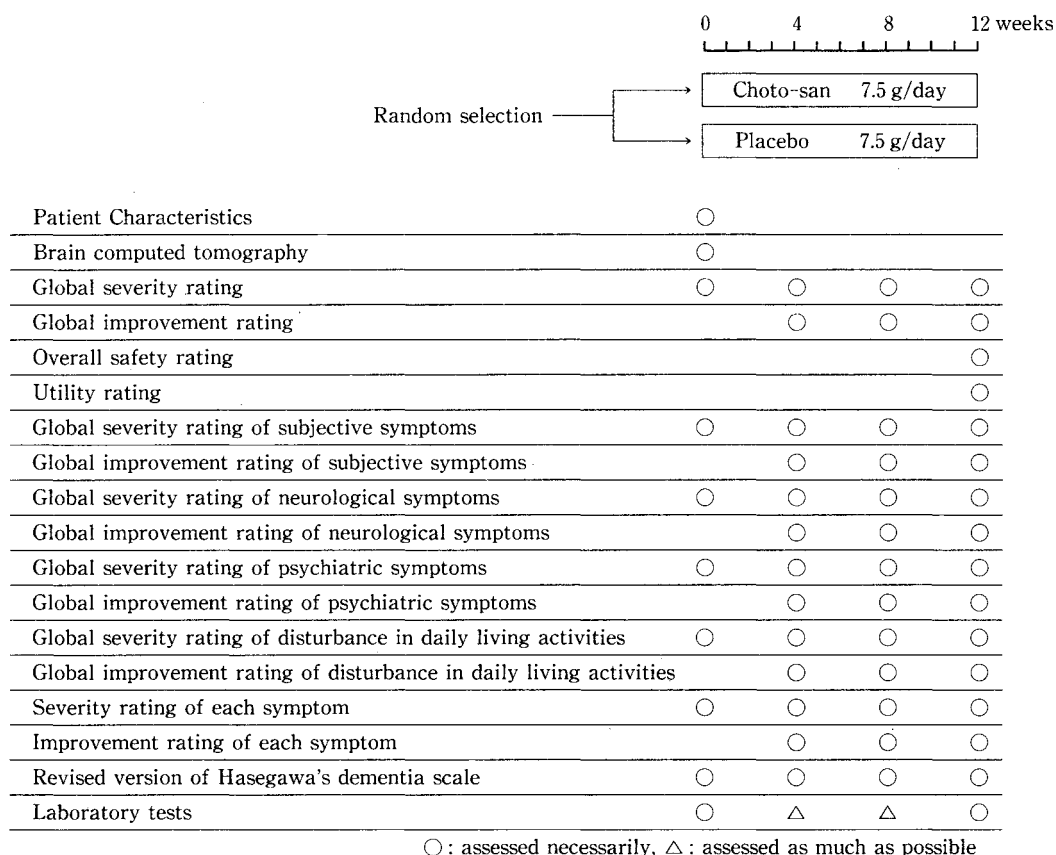 0 4 8 12 weeks
Choto-san 7.5 g/day
Random selection
Placebo 7.5 g/day
Patient Characteristics ○
Brain computed tomography ○
Global severity rating ○ ○ ○ ○
Global improvement rating ○ ○ ○
Overall safety rating ○
Utility rating ○
Global severity rating of subjective symptoms ○ ○ ○ ○
Global improvement rating of subjective symptoms ○ ○ ○
Global severity rating of neurological symptoms ○ ○ ○ ○
Global improvement rating of neurological symptoms ○ ○ ○
Global severity rating of psychiatric symptoms ○ ○ ○ ○
Global improvement rating of psychiatric symptoms ○ ○ ○
Global severity rating of disturbance in daily living activities ○ ○ ○ ○
Global improvement rating of disturbance in daily living activities ○ ○ ○
Severity rating of each symptom ○ ○ ○ ○
Improvement rating of each symptom ○ ○ ○
Revised version of Hasegawa's dementia scale ○ ○ ○ ○
Laboratory tests ○ △ △ ○
○ : assessed necessarily, △ : assessed as much as possible